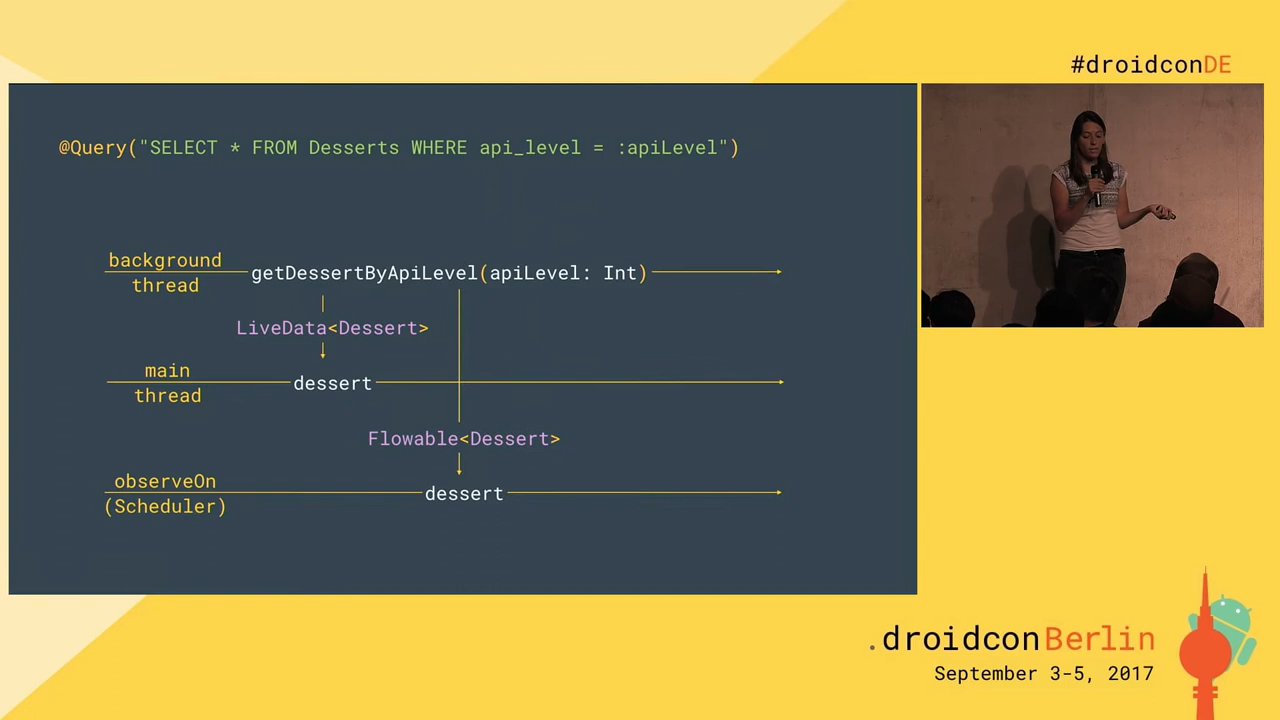 #droidconDE
@Query("SELECT * FROM Desserts WHERE api_level = :apiLevel")
background
thread
getDessertByApiLevel(apiLevel: Int)
LiveData<Dessert>
main
thread
dessert
Flowable<Dessert>
observeOn
(Scheduler)
dessert
.droidconBerlin
September 3-5, 2017